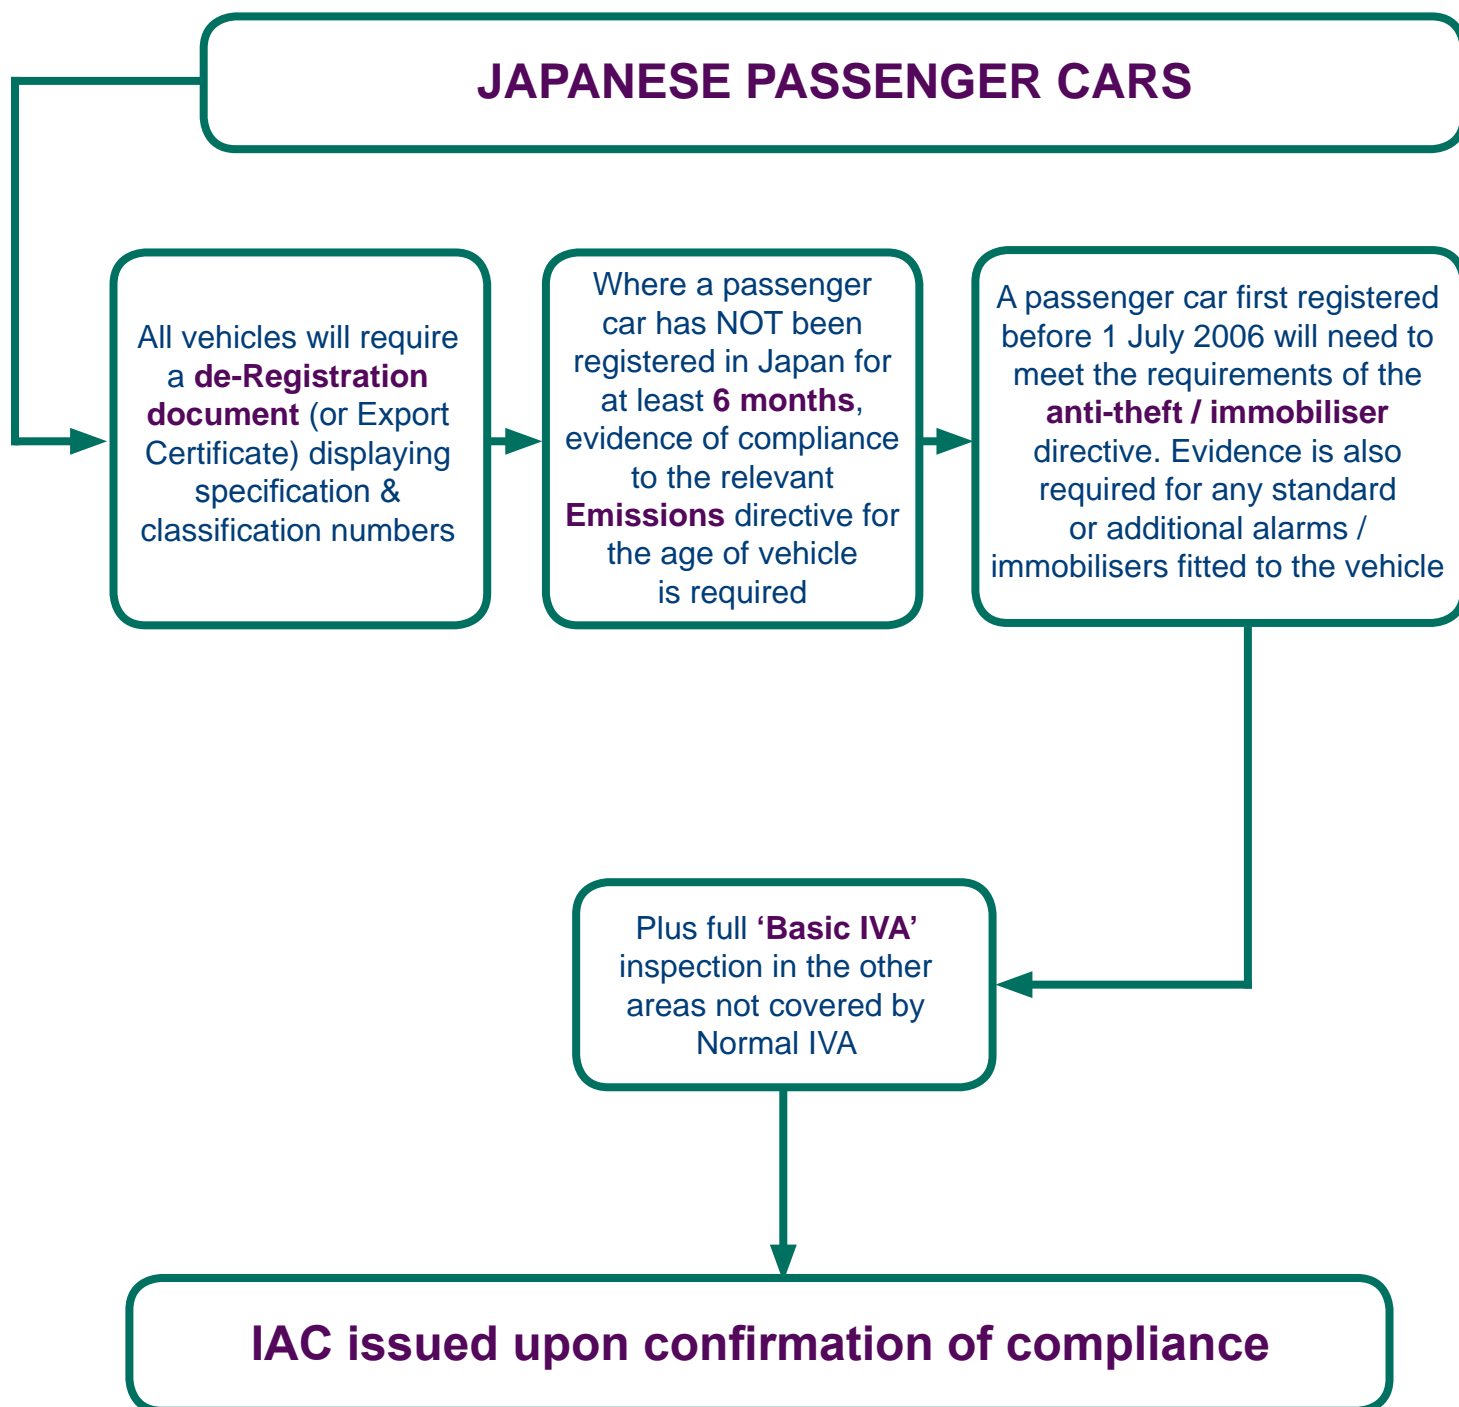 JAPANESE PASSENGER CARS
All vehicles will require
a de-Registration
document (or Export
Certificate) displaying
specification &
classification numbers
Where a passenger
car has NOT been
registered in Japan for
at least 6 months,
evidence of compliance
to the relevant
Emissions directive for
the age of vehicle
is required
A passenger car first registered
before 1 July 2006 will need to
meet the requirements of the
anti-theft / immobiliser
directive. Evidence is also
required for any standard
or additional alarms /
immobilisers fitted to the vehicle
Plus full ‘Basic IVA’
inspection in the other
areas not covered by
Normal IVA
IAC issued upon confirmation of compliance